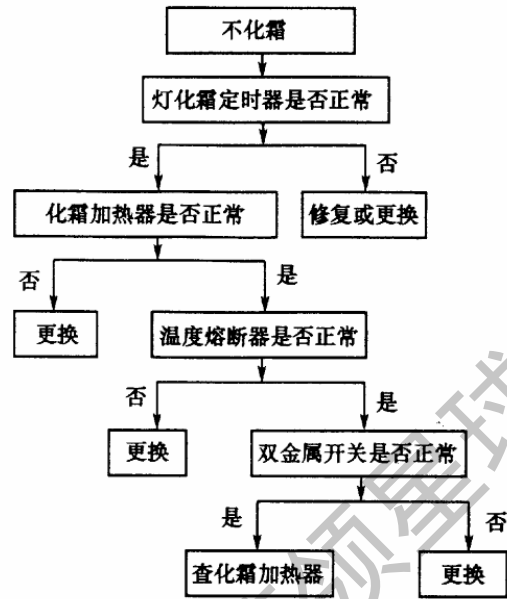 不化霜
灯化霜定时器是否正常
是
否
化霜加热器是否正常
修复或更换
否
是
更换
温度熔断器是否正常
否
是
更换
双金属开关是否正常
是
否
查化霜加热器
更换
领星球